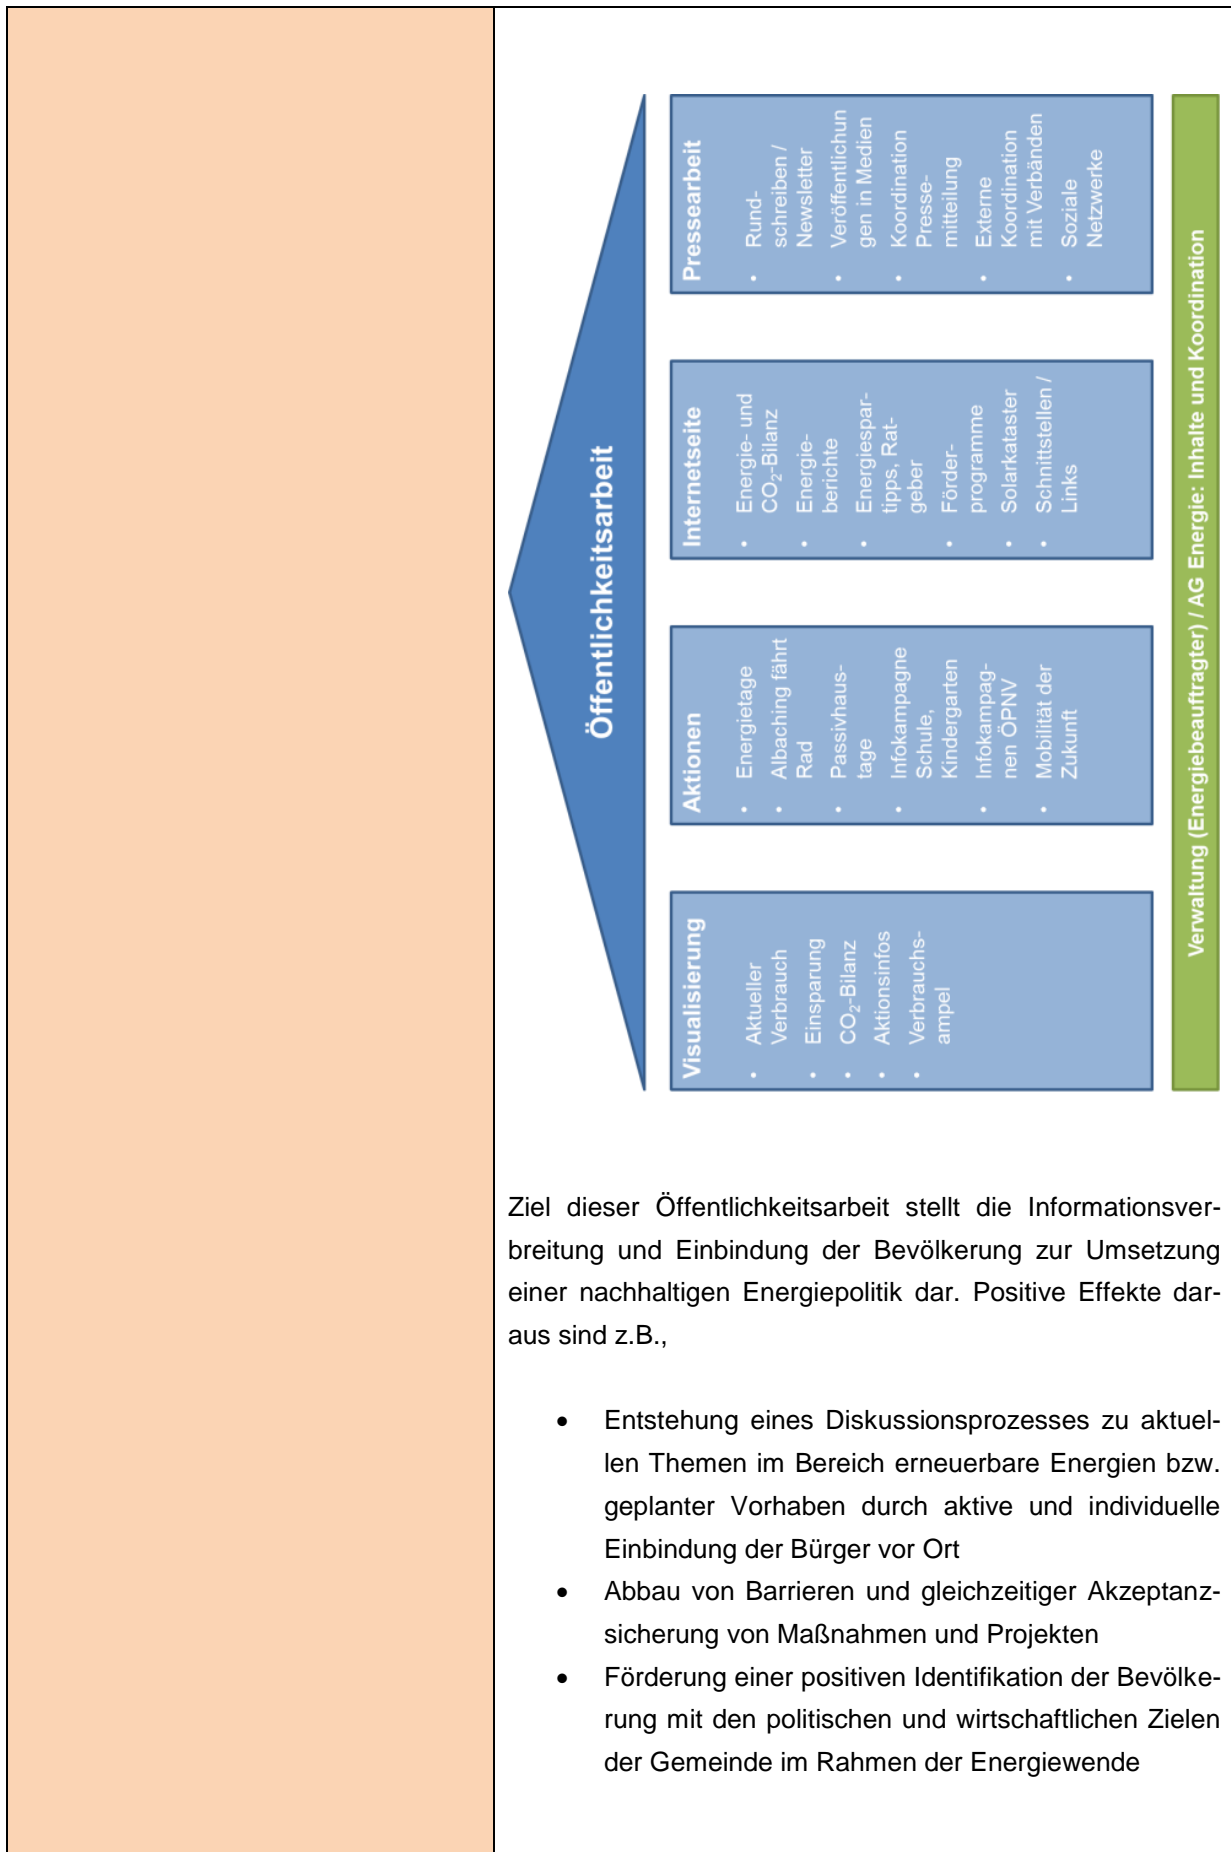 Öffentlichkeitsarbeit
Visualisierung
• Aktueller
Verbrauch
• Einsparung
• CO₂-Bilanz
• Aktionsinfos
• Verbrauchs-
ampel
Aktionen
• Energietage
• Albaching fährt
Rad
• Passivhaus-
tage
• Infokampagne
Schule,
Kindergarten
• Infokampag-
nen ÖPNV
• Mobilität der
Zukunft
Internetseite
• Energie- und
CO₂-Bilanz
• Energie-
berichte
• Energiespar-
tipps, Rat-
geber
• Förder-
programme
• Solarkataster
• Schnittstellen /
Links
Pressearbeit
• Rund-
schreiben /
Newsletter
• Veröffentlichun
gen in Medien
• Koordination
Presse-
mitteilung
• Externe
Koordination
mit Verbänden
• Soziale
Netzwerke
Verwaltung (Energiebeauftragter) / AG Energie: Inhalte und Koordination
Ziel dieser Öffentlichkeitsarbeit stellt die Informationsver-
breitung und Einbindung der Bevölkerung zur Umsetzung
einer nachhaltigen Energiepolitik dar. Positive Effekte dar-
aus sind z.B.,
• Entstehung eines Diskussionsprozesses zu aktuel-
len Themen im Bereich erneuerbare Energien bzw.
geplanter Vorhaben durch aktive und individuelle
Einbindung der Bürger vor Ort
• Abbau von Barrieren und gleichzeitiger Akzeptanz-
sicherung von Maßnahmen und Projekten
• Förderung einer positiven Identifikation der Bevölke-
rung mit den politischen und wirtschaftlichen Zielen
der Gemeinde im Rahmen der Energiewende